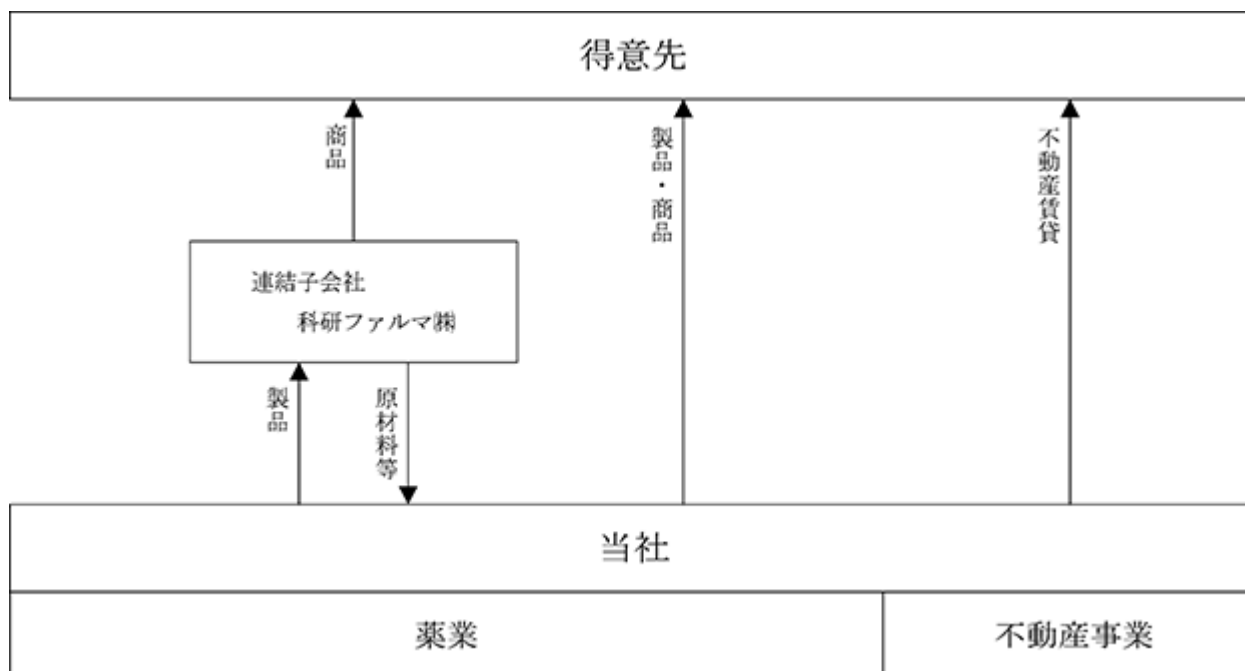 得意先
商品
製品・商品
不動産賃貸
連結子会社
科研ファルマ㈱
製品
原材料等
当社
薬業
不動産事業